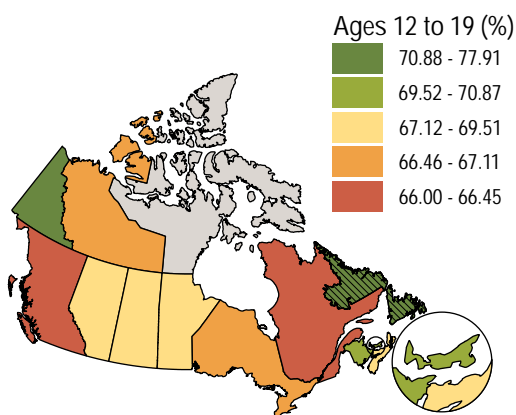 Ages 12 to 19 (%)
70.88 - 77.91
69.52 - 70.87
67.12 - 69.51
66.46 - 67.11
66.00 - 66.45